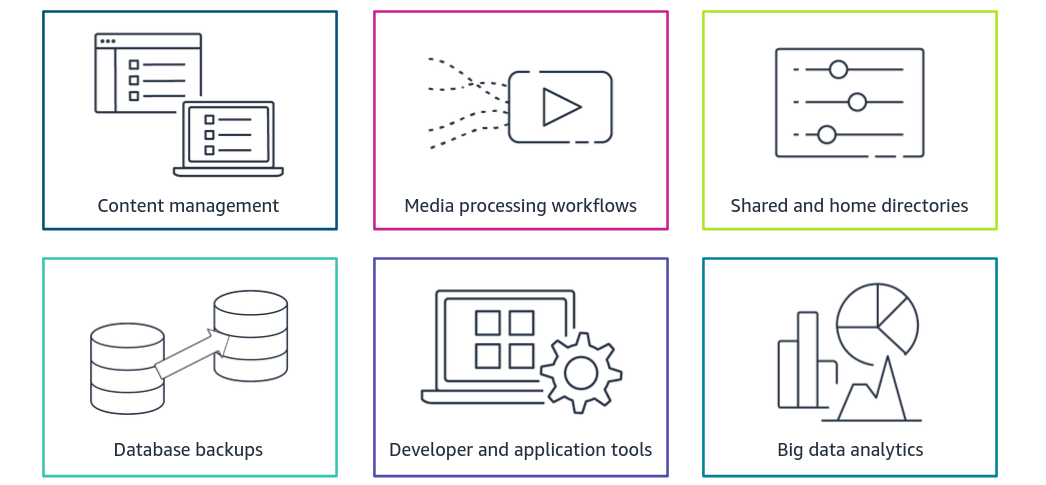 Content management
Media processing workflows
Shared and home directories
Database backups
Developer and application tools
Big data analytics